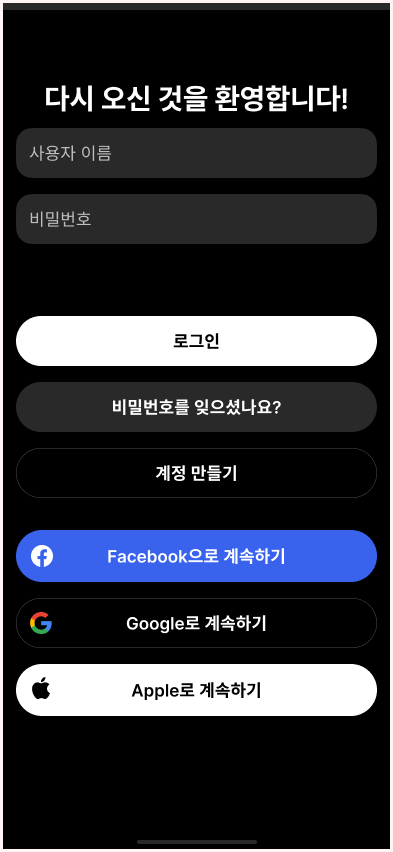 다시 오신 것을 환영합니다!
사용자 이름
비밀번호
로그인
비밀번호를 잊으셨나요?
계정 만들기
Facebook으로 계속하기
Google로 계속하기
Apple로 계속하기